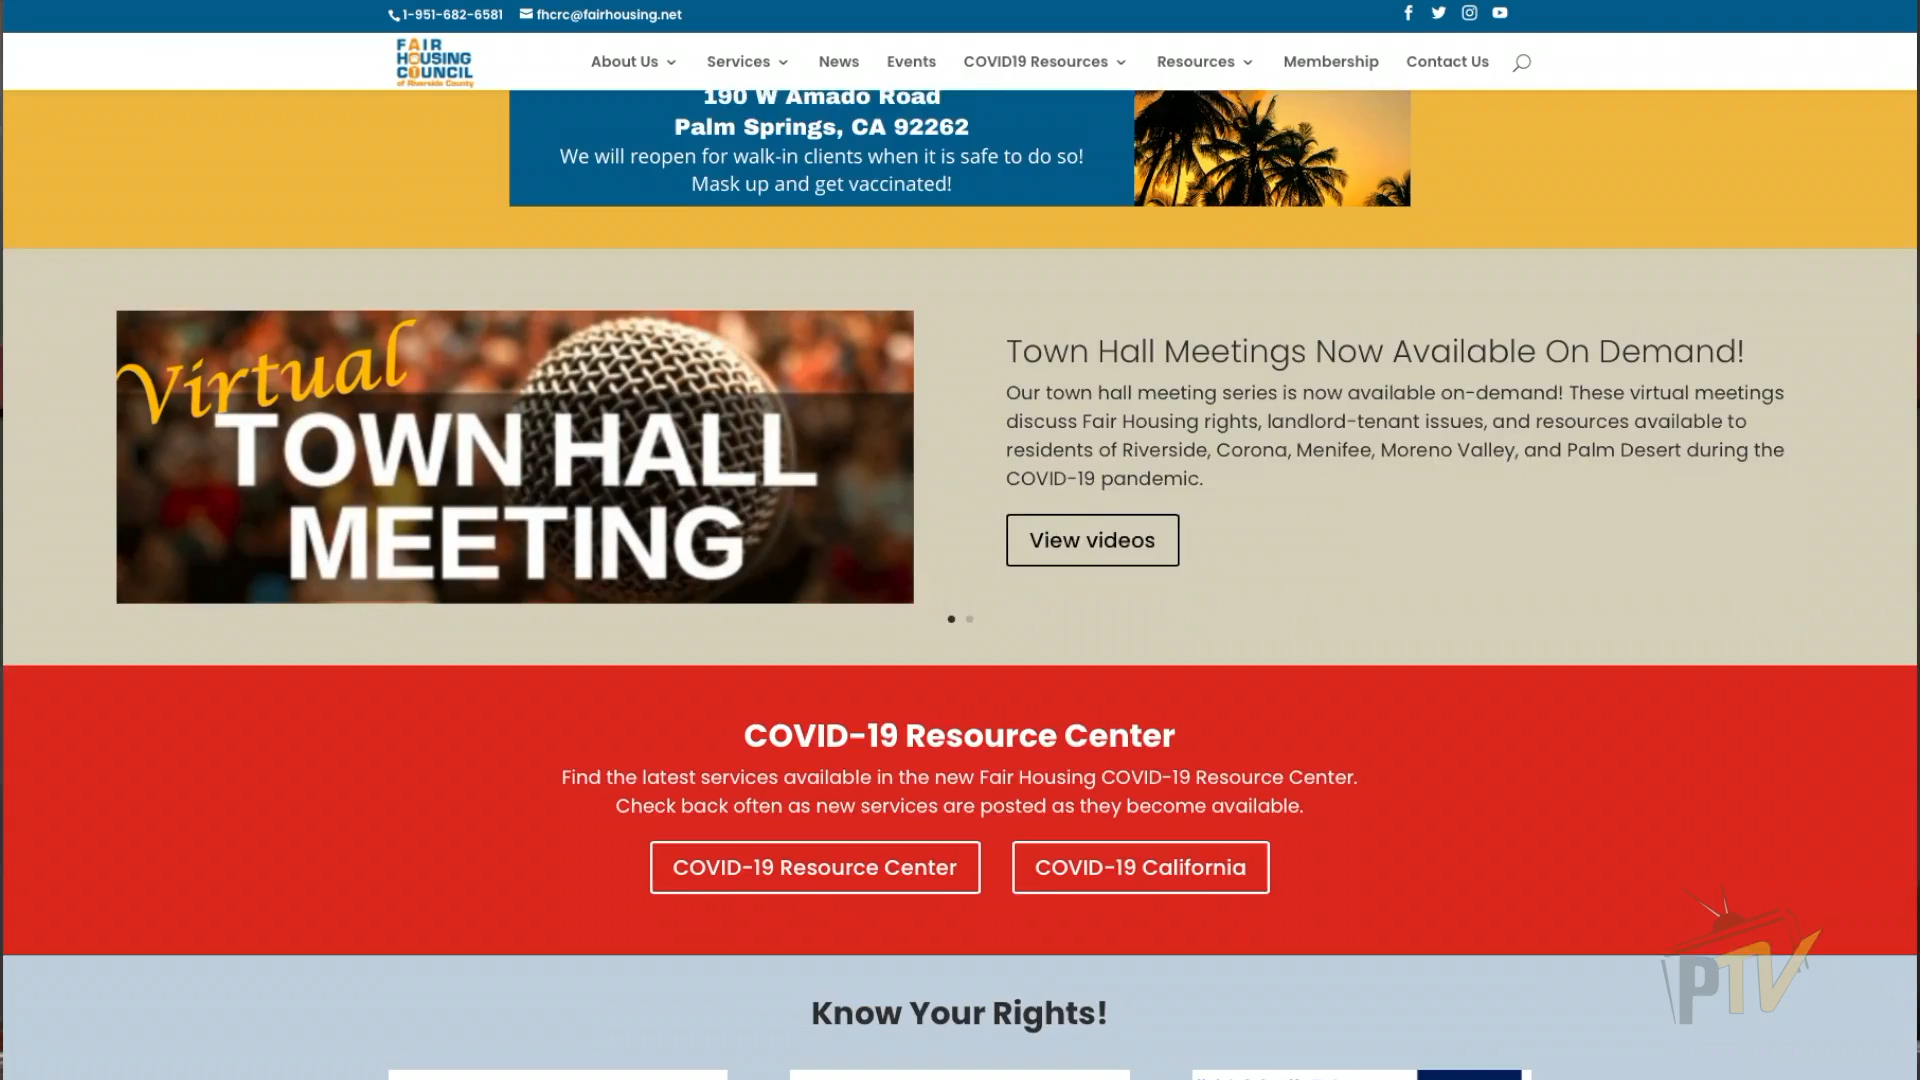 1-951-682-6581 fhcrc@fairhousing.net
FAIR
HOUSING
COUNCIL
of Riverside County
About Us Services News Events COVID19 Resources Resources Membership Contact Us
190 W Amado Road
Palm Springs, CA 92262
We will reopen for walk-in clients when it is safe to do so!
Mask up and get vaccinated!
Virtual
TOWN HALL
MEETING
Town Hall Meetings Now Available On Demand!
Our town hall meeting series is now available on-demand! These virtual meetings
discuss Fair Housing rights, landlord-tenant issues, and resources available to
residents of Riverside, Corona, Menifee, Moreno Valley, and Palm Desert during the
COVID-19 pandemic.
View videos
COVID-19 Resource Center
Find the latest services available in the new Fair Housing COVID-19 Resource Center.
Check back often as new services are posted as they become available.
COVID-19 Resource Center COVID-19 California
PTV
Know Your Rights!